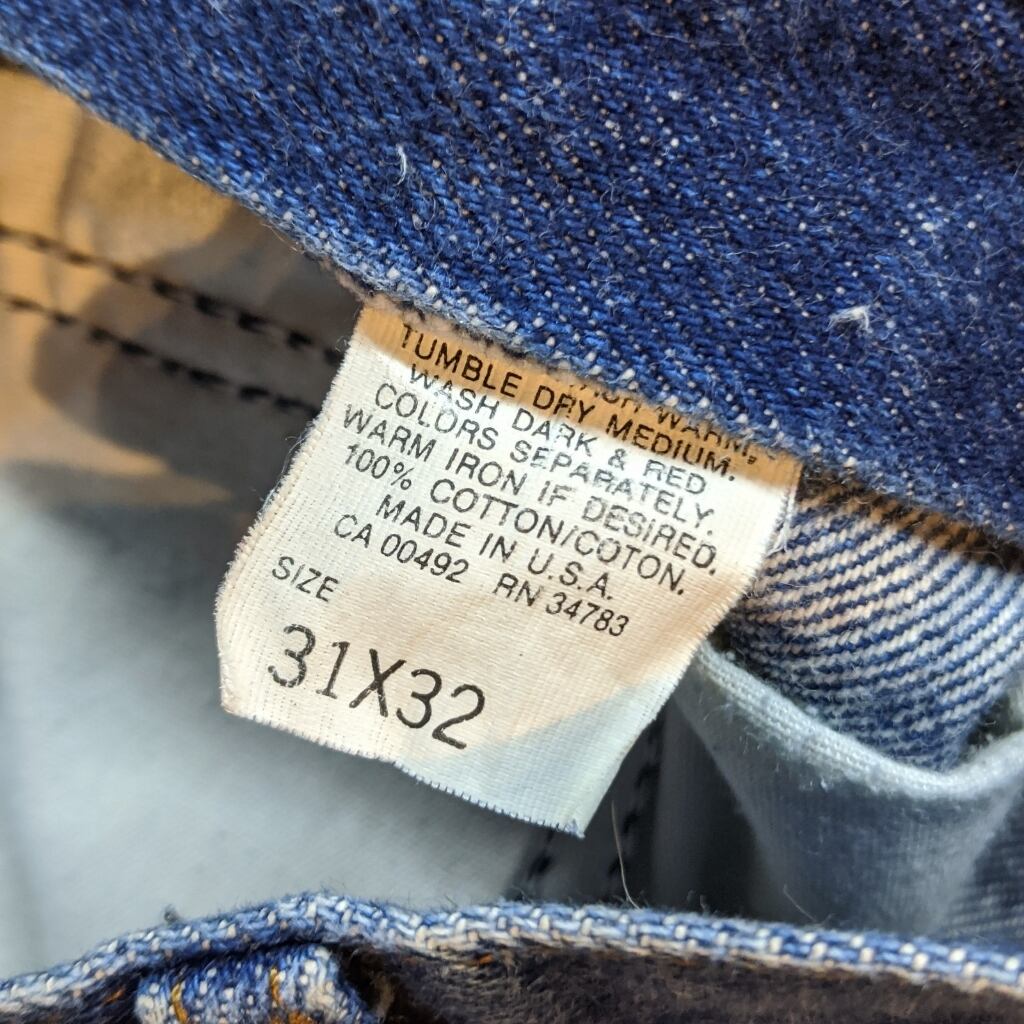 WARM,
TUMBLE DRY MEDIUM.
WASH DARK & RED
COLORS SEPARATELY.
WARM IRON IF DESIRED.
100% COTTON/COTON.
MADE IN U.S.A.
CA 00492 RN 34783
SIZE
31X32